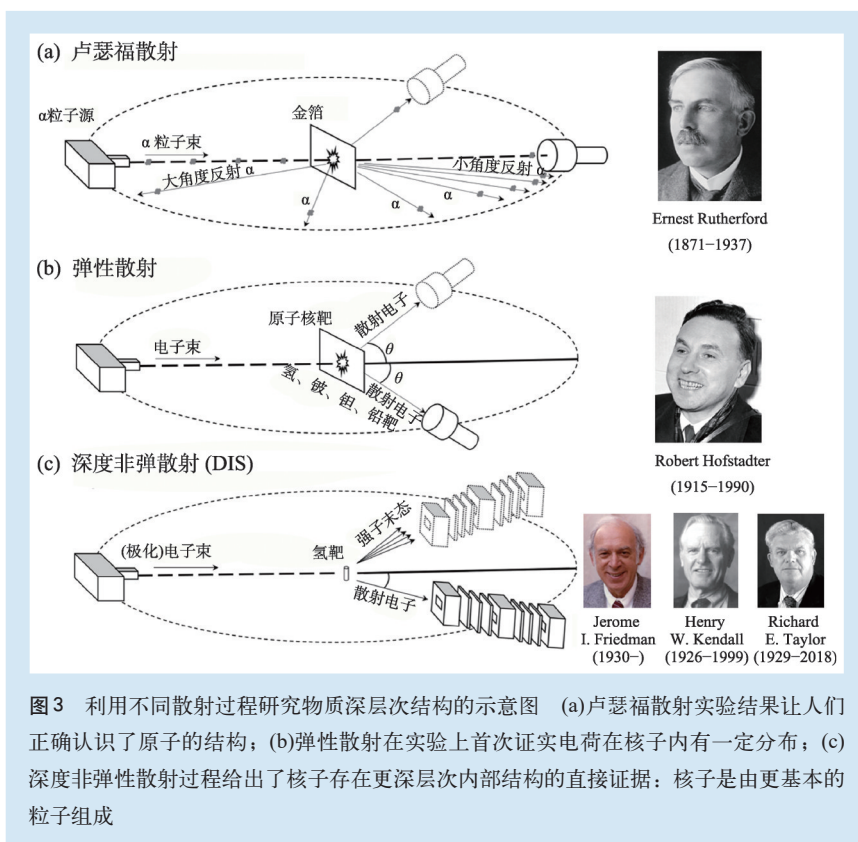 (a) 卢瑟福散射
α粒子源
α 粒子束
金箔
大角度反射 α
小角度反射 α
α
α
α
Ernest Rutherford
(1871−1937)
(b) 弹性散射
电子束
原子核靶
散射电子
θ
θ
散射电子
氢、铍、钽、铅靶
Robert Hofstadter
(1915−1990)
(c) 深度非弹散射 (DIS)
(极化)电子束
氢靶
强子末态
散射电子
Jerome
I. Friedman
(1930−)
Henry
W. Kendall
(1926−1999)
Richard
E. Taylor
(1929−2018)
图3 利用不同散射过程研究物质深层次结构的示意图 (a)卢瑟福散射实验结果让人们
正确认识了原子的结构；(b)弹性散射在实验上首次证实电荷在核子内有一定分布；(c)
深度非弹性散射过程给出了核子存在更深层次内部结构的直接证据：核子是由更基本的
粒子组成